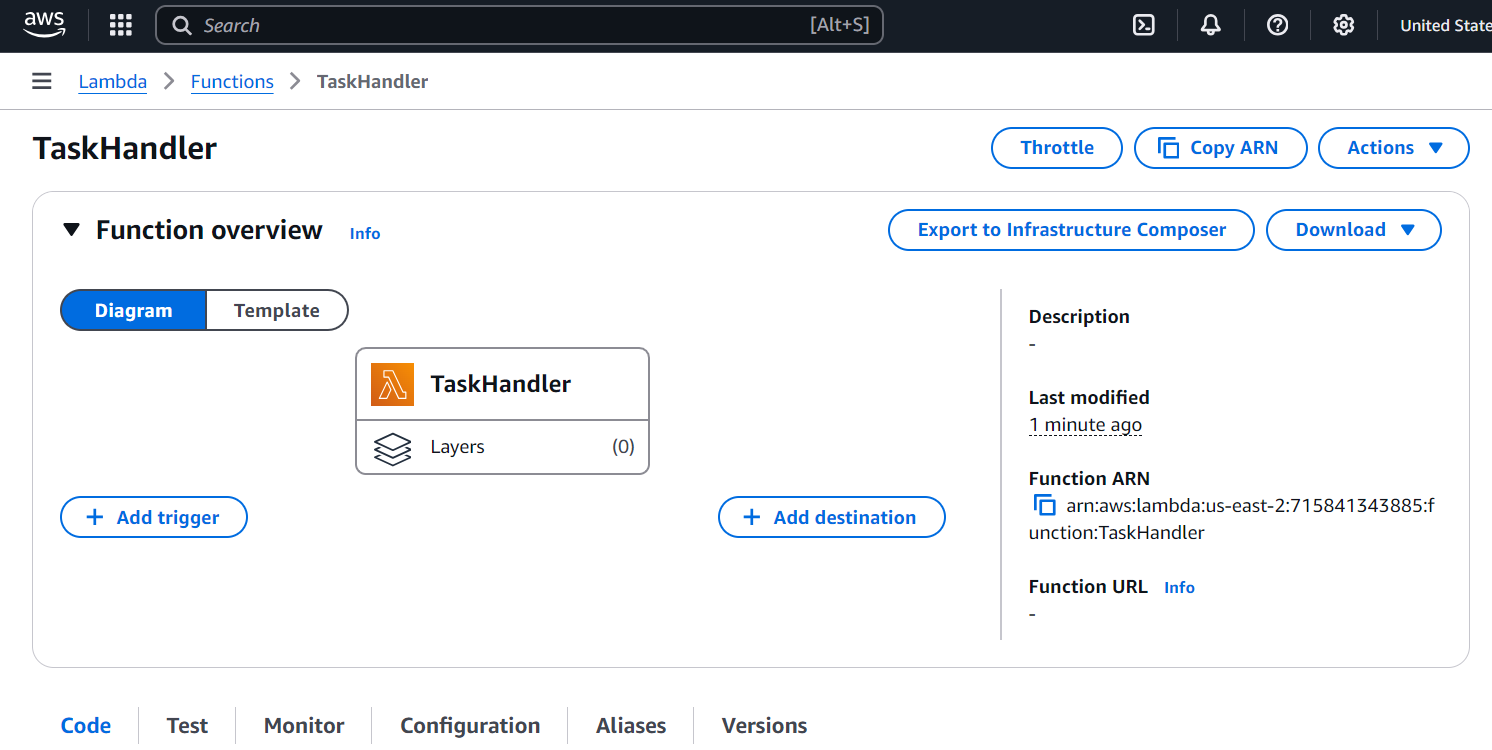 aws Search [Alt+S] United State
Lambda Functions TaskHandler
TaskHandler Throttle Copy ARN Actions
Function overview Info Export to Infrastructure Composer Download
Diagram Template
TaskHandler
Layers (0)
+ Add trigger
+ Add destination
Description
-
Last modified
1 minute ago
Function ARN
arn:aws:lambda:us-east-2:715841343885:f
unction:TaskHandler
Function URL Info
-
Code Test Monitor Configuration Aliases Versions